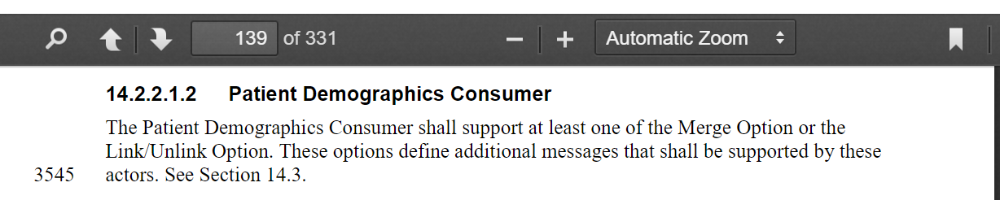 139 of 331
Automatic Zoom
14.2.2.1.2 Patient Demographics Consumer
The Patient Demographics Consumer shall support at least one of the Merge Option or the
Link/Unlink Option. These options define additional messages that shall be supported by these
3545 actors. See Section 14.3.